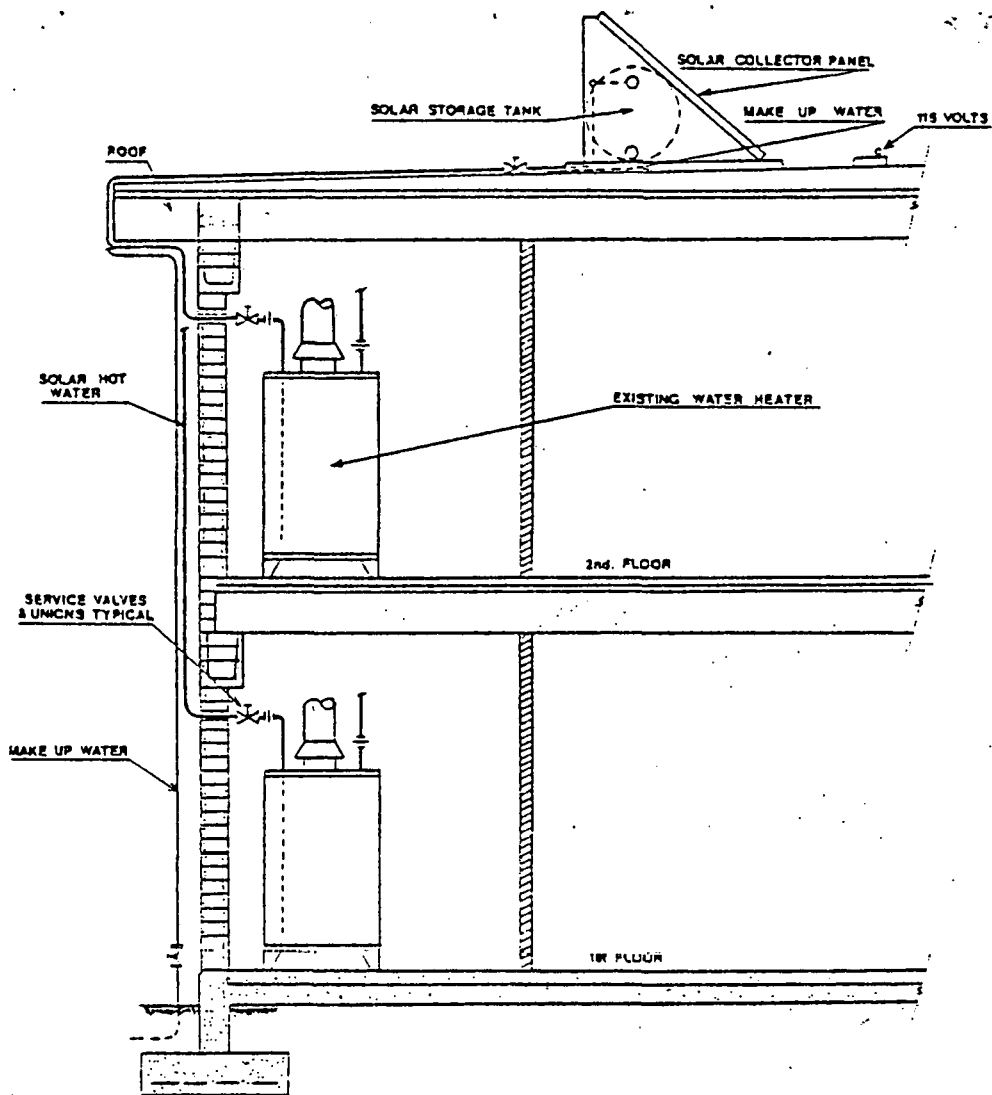 SOLAR COLLECTOR PANEL
SOLAR STORAGE TANK
MAKE UP WATER
115 VOLTS
ROOF
SOLAR HOT
WATER
EXISTING WATER HEATER
2nd. FLOOR
SERVICE VALVES
& UNIONS TYPICAL
MAKE UP WATER
1st FLOOR